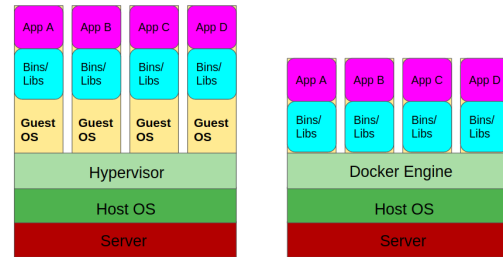 App A
App B
App C
App D
Bins/
Libs
Bins/
Libs
Bins/
Libs
Bins/
Libs
Guest
OS
Guest
OS
Guest
OS
Guest
OS
Hypervisor
Host OS
Server
App A
App B
App C
App D
Bins/
Libs
Bins/
Libs
Bins/
Libs
Bins/
Libs
Docker Engine
Host OS
Server